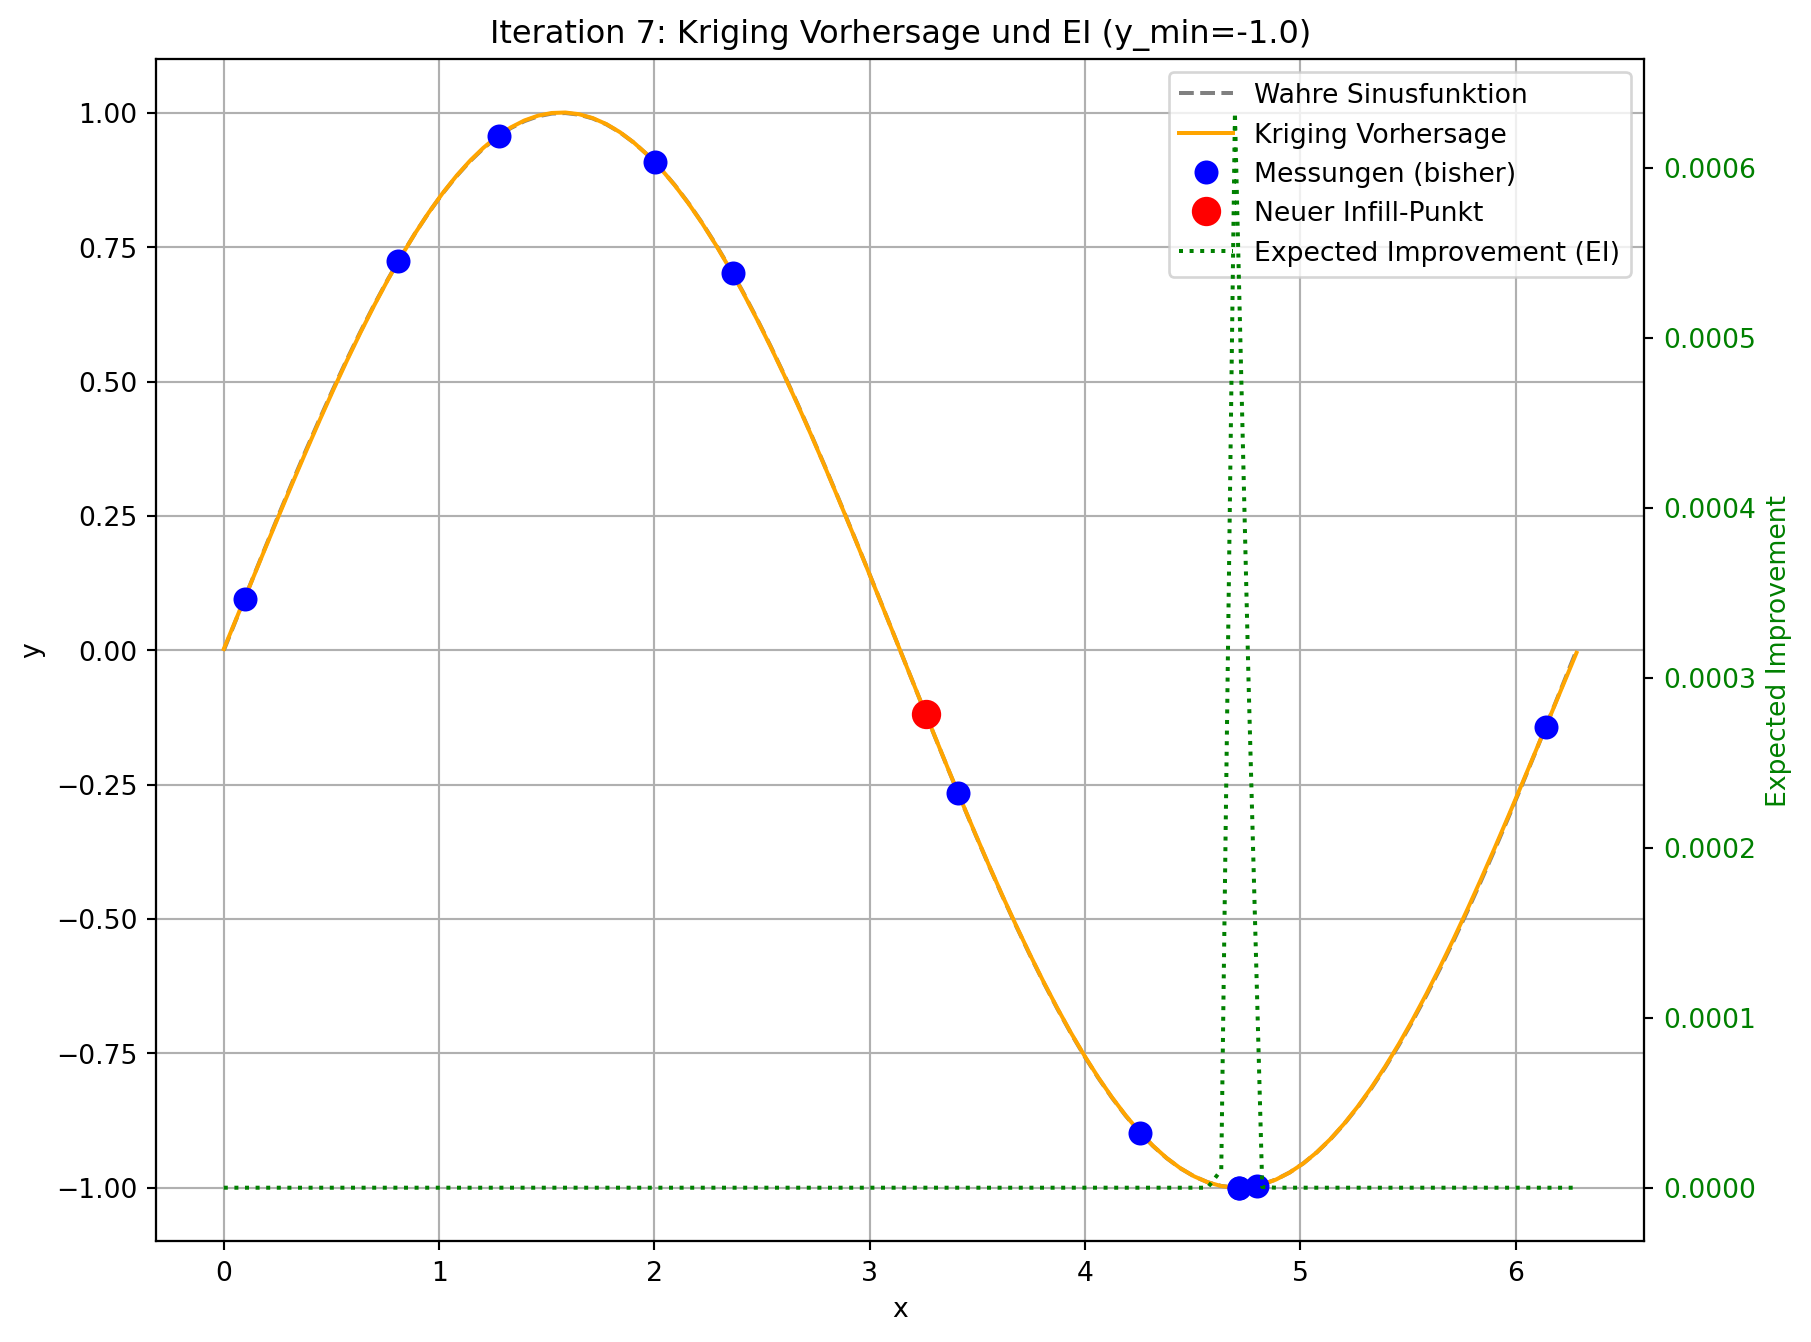 Iteration 7: Kriging Vorhersage und EI (y_min=-1.0)
Wahre Sinusfunktion
Kriging Vorhersage
Messungen (bisher)
Neuer Infill-Punkt
Expected Improvement (EI)
1.00
0.75
0.50
0.25
0.00
−0.25
−0.50
−0.75
−1.00
y
0.0006
0.0005
0.0004
0.0003
0.0002
0.0001
0.0000
Expected Improvement
0 1 2 3 4 5 6
x